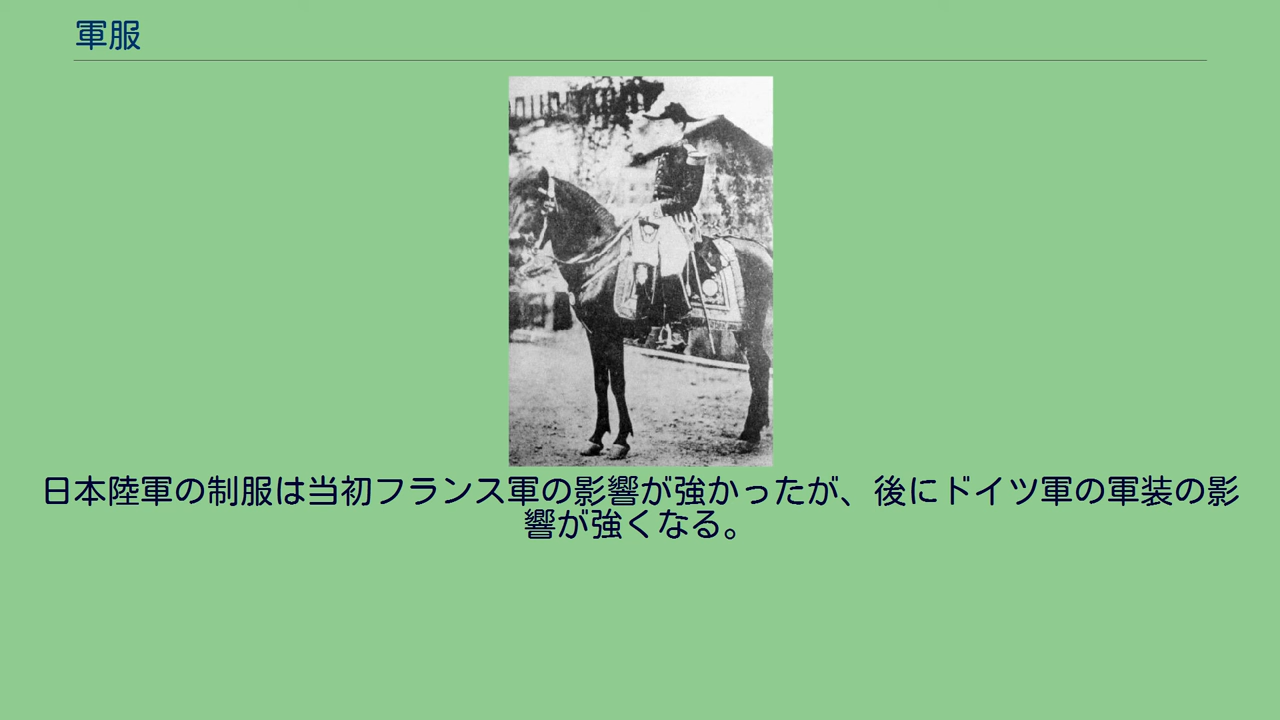 軍服
日本陸軍の制服は当初フランス軍の影響が強かったが、後にドイツ軍の軍装の影
響が強くなる。